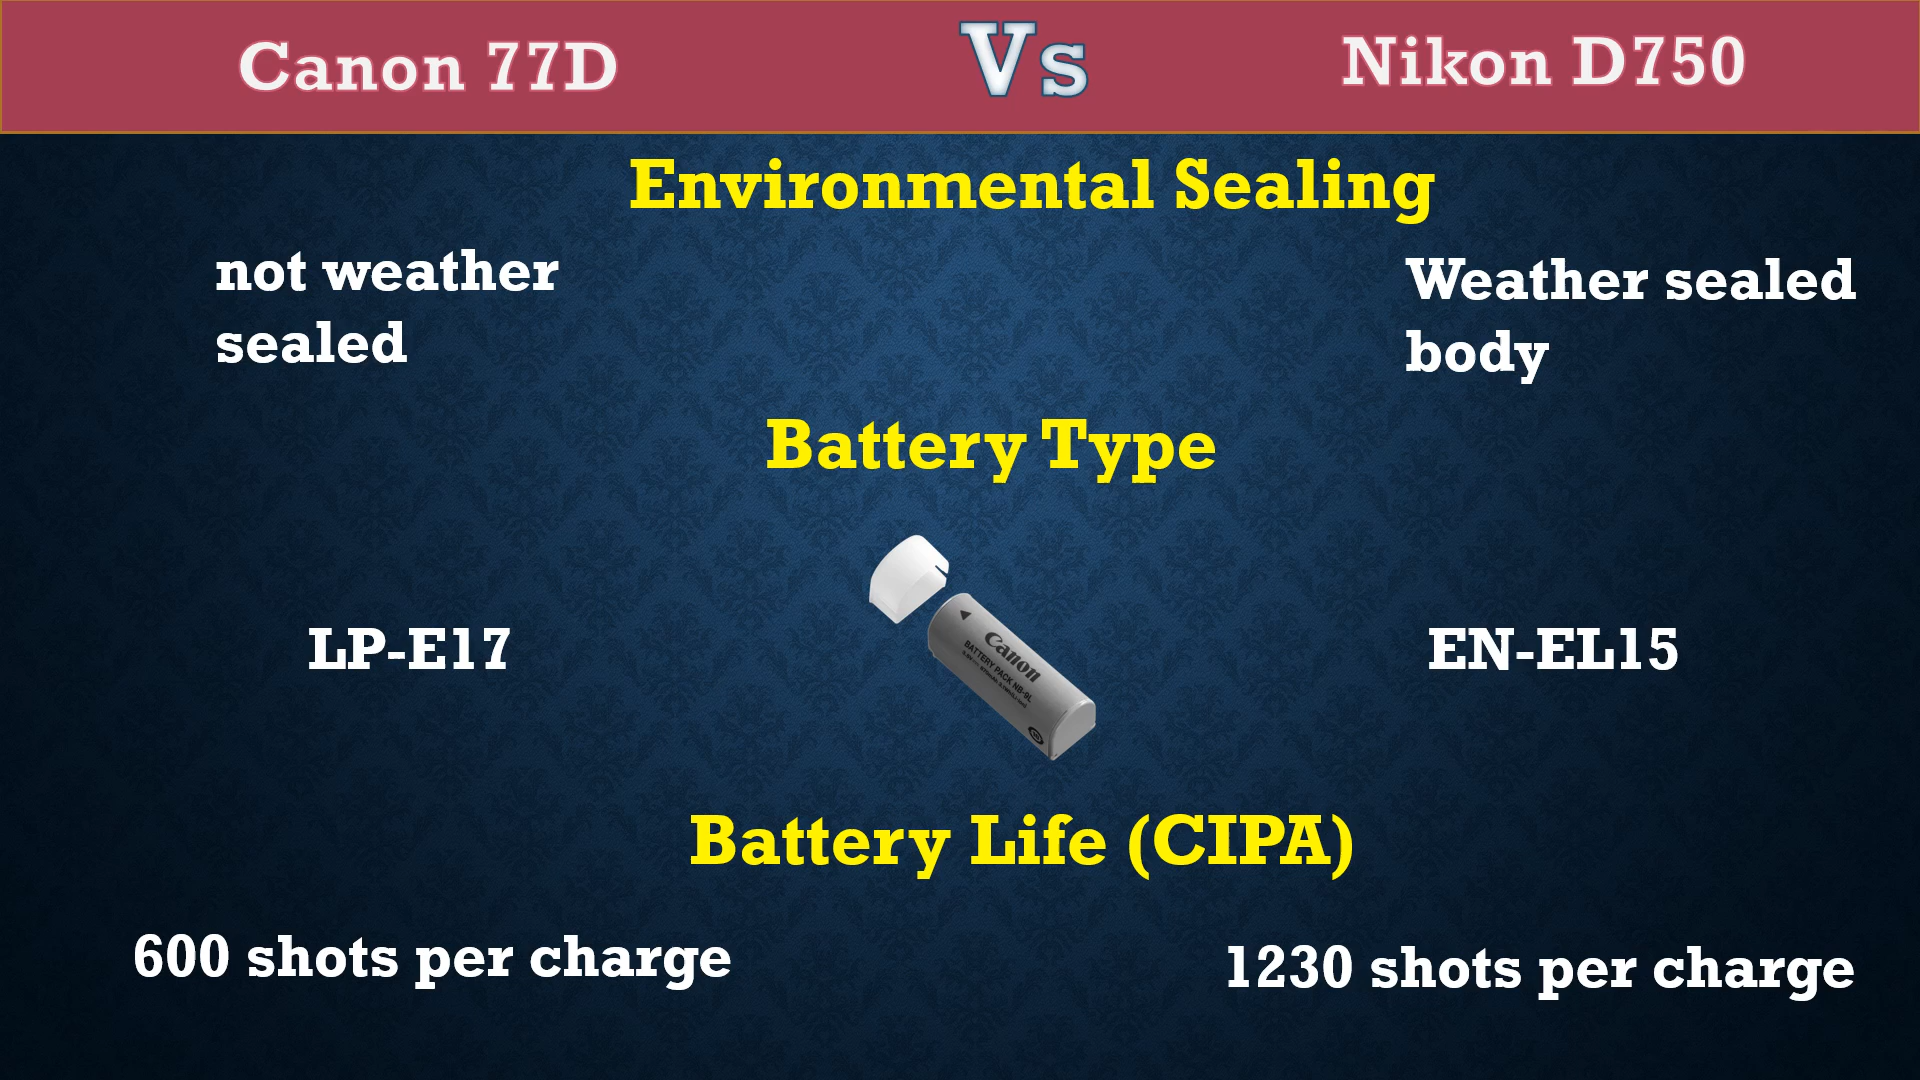 Canon 77D Vs Nikon D750
Environmental Sealing
not weather
sealed
Weather sealed
body
Battery Type
LP-E17
Canon
BATTERY PACK NB-9L
EN-EL15
Battery Life (CIPA)
600 shots per charge
1230 shots per charge